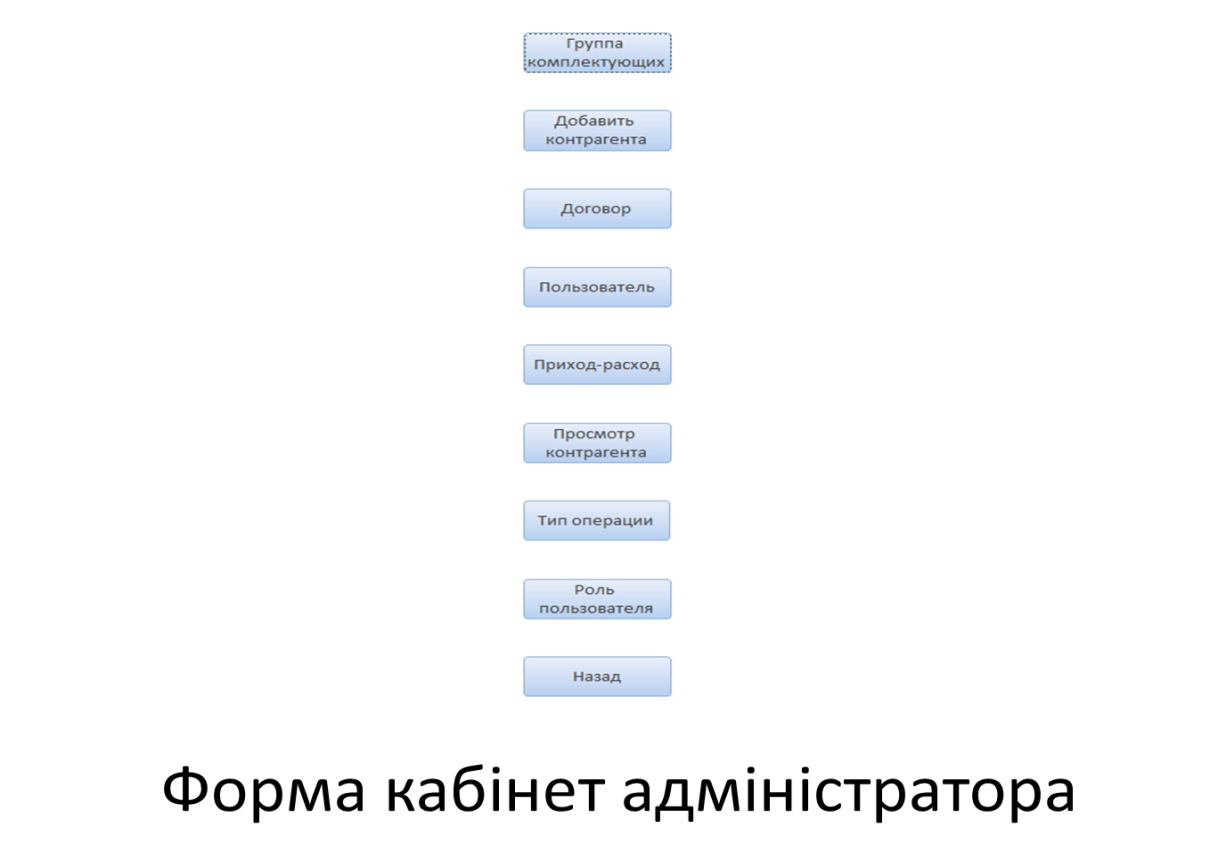 Группа
комплектующих
Добавить
контрагента
Договор
Пользователь
Приход-расход
Просмотр
контрагента
Тип операции
Роль
пользователя
Назад
Форма кабінет адміністратора